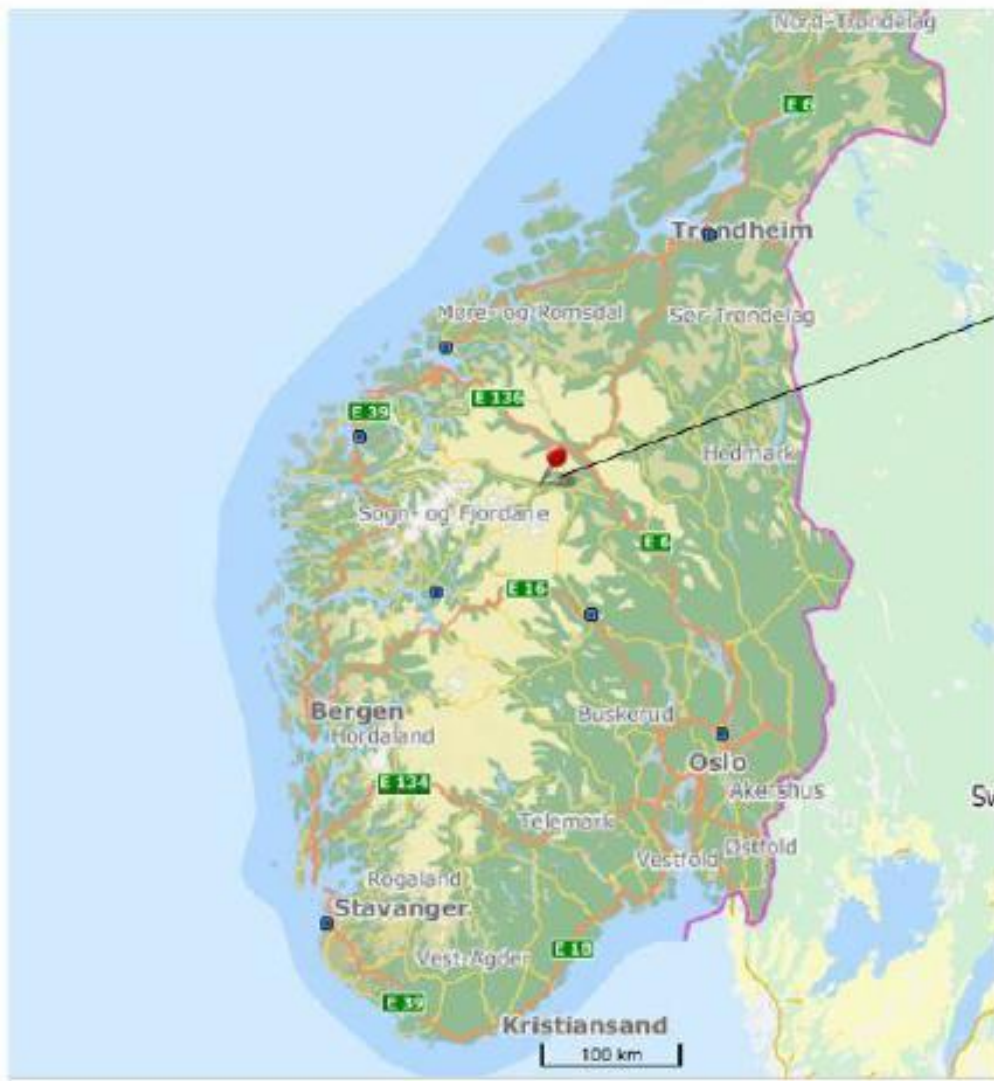 Nord-Trøndelag
E 6
Trondheim
Møre- og Romsdal
Sør-Trøndelag
E 136
E 39
Hedmark
Sogn- og Fjordane
E 6
E 16
Bergen
Hordaland
Buskerud
Oslo
E 134
Akershus
Sw
Telemark
Østfold
Vestfold
Rogaland
Stavanger
Vest-Agder
E 18
E 39
Kristiansand
100 km